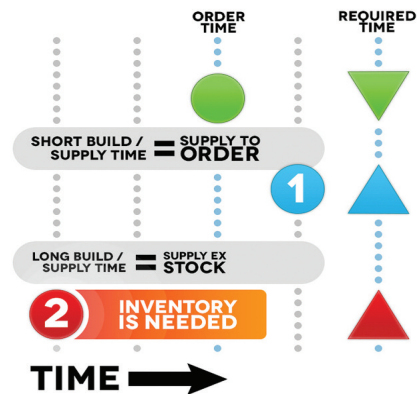 ORDER TIME
REQUIRED TIME
SHORT BUILD / SUPPLY TIME = SUPPLY TO ORDER
1
LONG BUILD / SUPPLY TIME = SUPPLY EX STOCK
2
INVENTORY
IS NEEDED
TIME